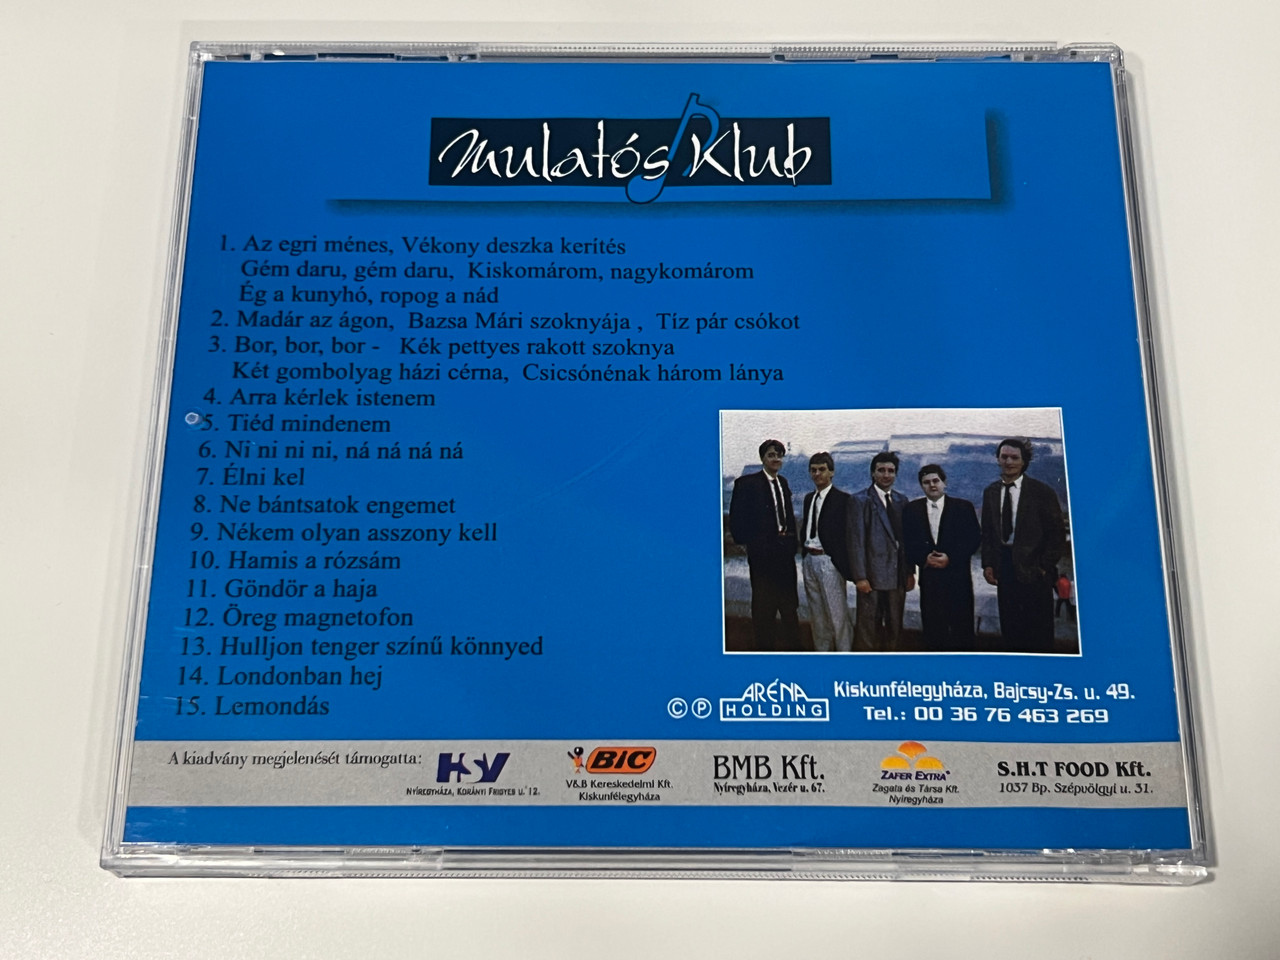 Mulatós Klub
1. Az egri ménes, Vékony deszka kerítés
Gém daru, gém daru, Kiskomárom, nagykomárom
Ég a kunyhó, ropog a nád
2. Madár az ágon, Bazsa Mári szoknyája , Tíz pár csókot
3. Bor, bor, bor - Kék pettyes rakott szoknya
Két gombolyag házi cérna, Csicsónénak három lánya
4. Arra kérlek istenem
5. Tiéd mindenem
6. Ni ni ni ni, ná ná ná ná
7. Élni kel
8. Ne bántsatok engemet
9. Nékem olyan asszony kell
10. Hamis a rózsám
11. Göndör a haja
12. Öreg magnetofon
13. Hulljon tenger színű könnyed
14. Londonban hej
15. Lemondás
© ℗ ARÉNA HOLDING
Kiskunfélegyháza, Bajcsy-Zs. u. 49.
Tel.: 00 36 76 463 269
A kiadvány megjelenését támogatta:
HSV
Nyíregyháza, Korányi Frigyes u. 12.
BIC
V&B Kereskedelmi Kft.
Kiskunfélegyháza
BMB Kft.
Nyíregyháza, Vezér u. 67.
ZAFER EXTRA
Zagata és Társa Kft.
Nyíregyháza
S.H.T FOOD Kft.
1037 Bp. Szépvölgyi u. 31.